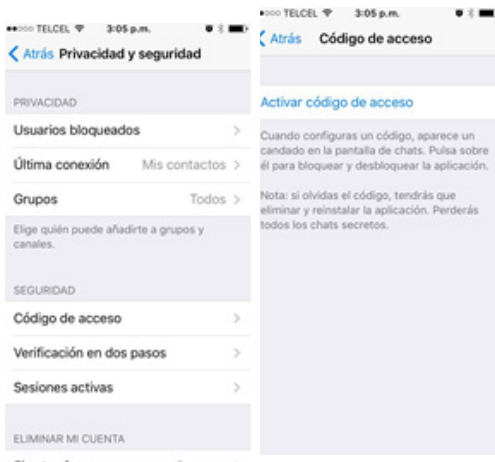 TELCEL 3:05 p.m.
Atrás Privacidad y seguridad
PRIVACIDAD
Usuarios bloqueados
Última conexión Mis contactos
Grupos Todos
Elige quién puede añadirte a grupos y
canales.
SEGURIDAD
Código de acceso
Verificación en dos pasos
Sesiones activas
ELIMINAR MI CUENTA
TELCEL 3:05 p.m.
Atrás Código de acceso
Activar código de acceso
Cuando configuras un código, aparece un
candado en la pantalla de chats. Pulsa sobre
él para bloquear y desbloquear la aplicación.
Nota: si olvidas el código, tendrás que
eliminar y reinstalar la aplicación. Perderás
todos los chats secretos.